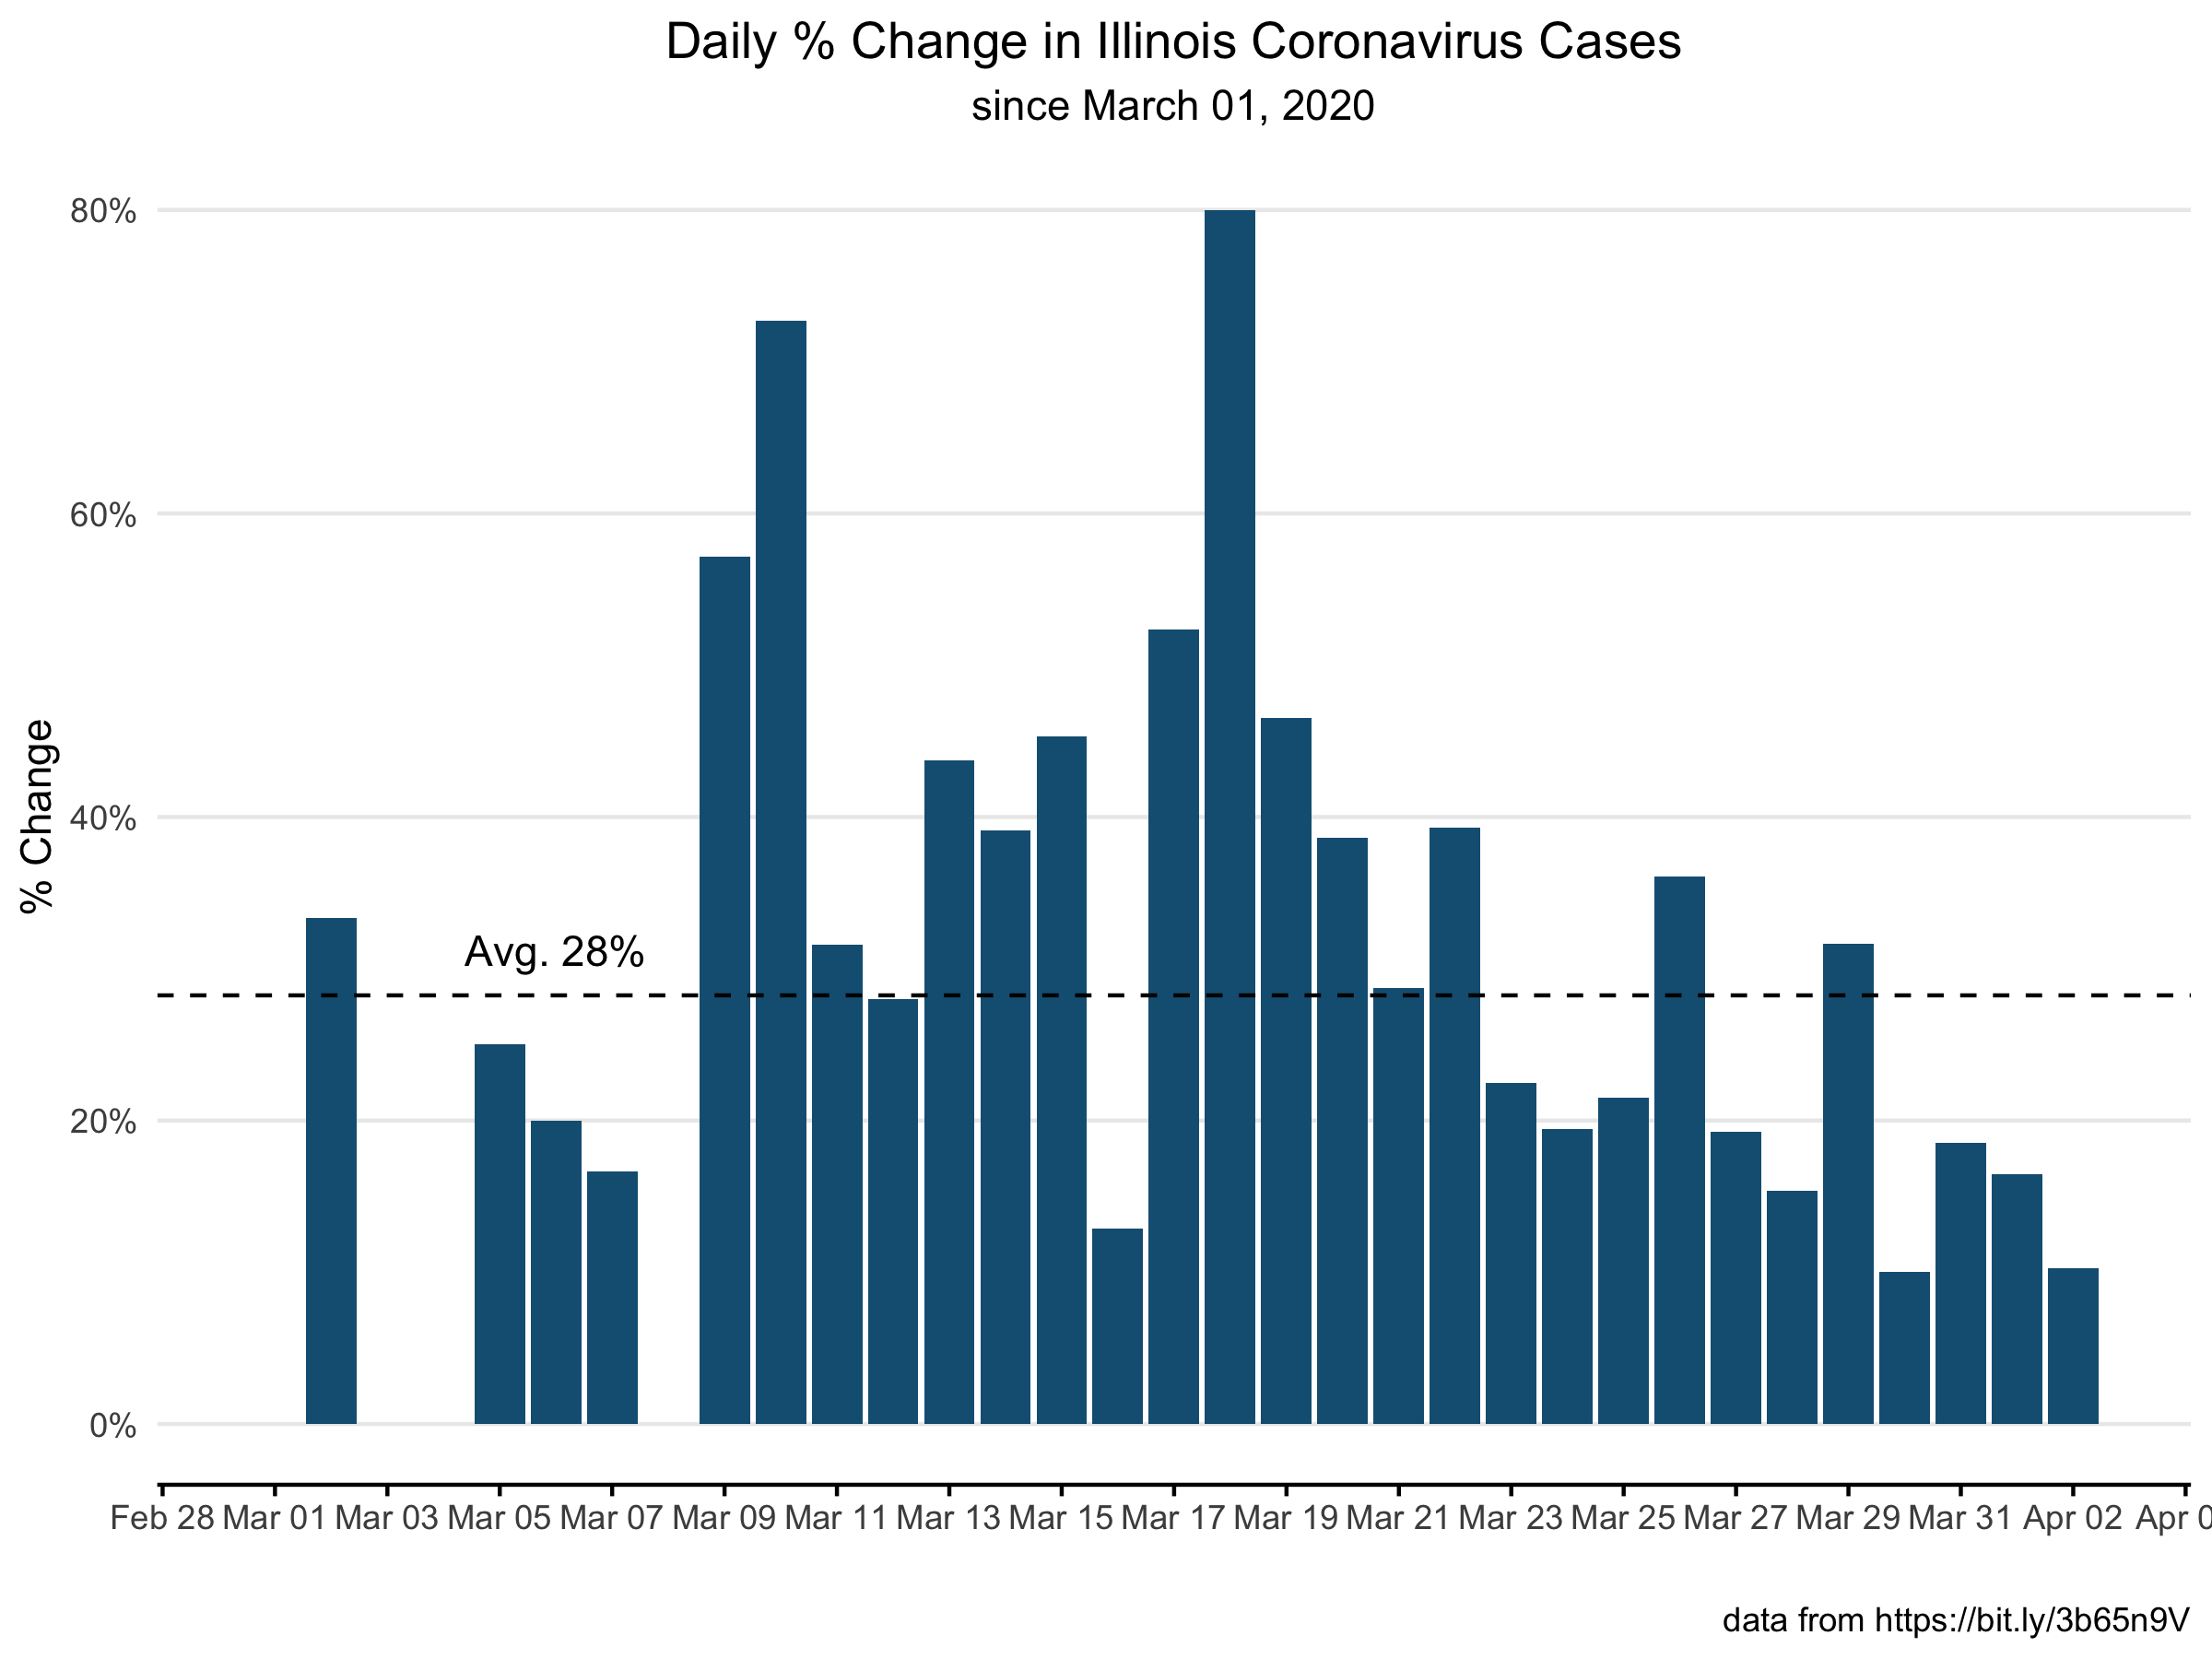 Daily % Change in Illinois Coronavirus Cases
since March 01, 2020
80%
60%
40%
20%
0%
% Change
Avg. 28%
Feb 28 Mar 01 Mar 03 Mar 05 Mar 07 Mar 09 Mar 11 Mar 13 Mar 15 Mar 17 Mar 19 Mar 21 Mar 23 Mar 25 Mar 27 Mar 29 Mar 31 Apr 02 Apr
data from https://bit.ly/3b65n9V